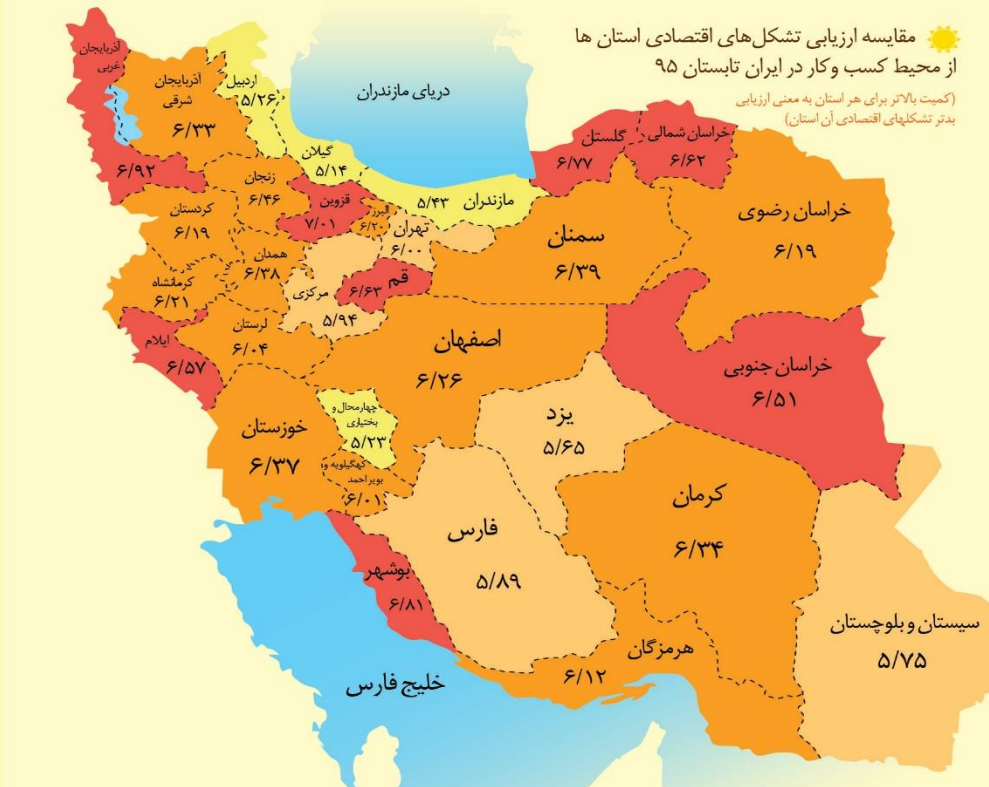 مقایسه ارزیابی تشکل‌های اقتصادی استان ها
از محیط کسب وکار در ایران تابستان ۹۵
(کمیت بالاتر برای هر استان به معنی ارزیابی
بدتر تشکلهای اقتصادی آن استان)
دریای مازندران
آذربایجان
غربی
۶/۹۲
آذربایجان
شرقی
۶/۳۳
اردبیل
۵/۲۶
گیلان
۵/۱۴
مازندران
۵/۴۳
گلستان
۶/۷۷
خراسان شمالی
۶/۶۲
خراسان رضوی
۶/۱۹
سمنان
۶/۳۹
زنجان
۶/۴۶
قزوین
۷/۰۱
البرز
۶/۲۰
تهران
۶/۰۰
کردستان
۶/۱۹
همدان
۶/۳۸
کرمانشاه
۶/۲۱
مرکزی
۵/۹۴
قم
۶/۶۳
لرستان
۶/۰۴
ایلام
۶/۵۷
اصفهان
۶/۲۶
خراسان جنوبی
۶/۵۱
یزد
۵/۶۵
چهارمحال و
بختیاری
۵/۲۳
خوزستان
۶/۳۷
کهگیلویه و
بویر احمد
۶/۰۱
فارس
۵/۸۹
کرمان
۶/۳۴
بوشهر
۶/۸۱
هرمزگان
۶/۱۲
سیستان و بلوچستان
۵/۷۵
خلیج فارس